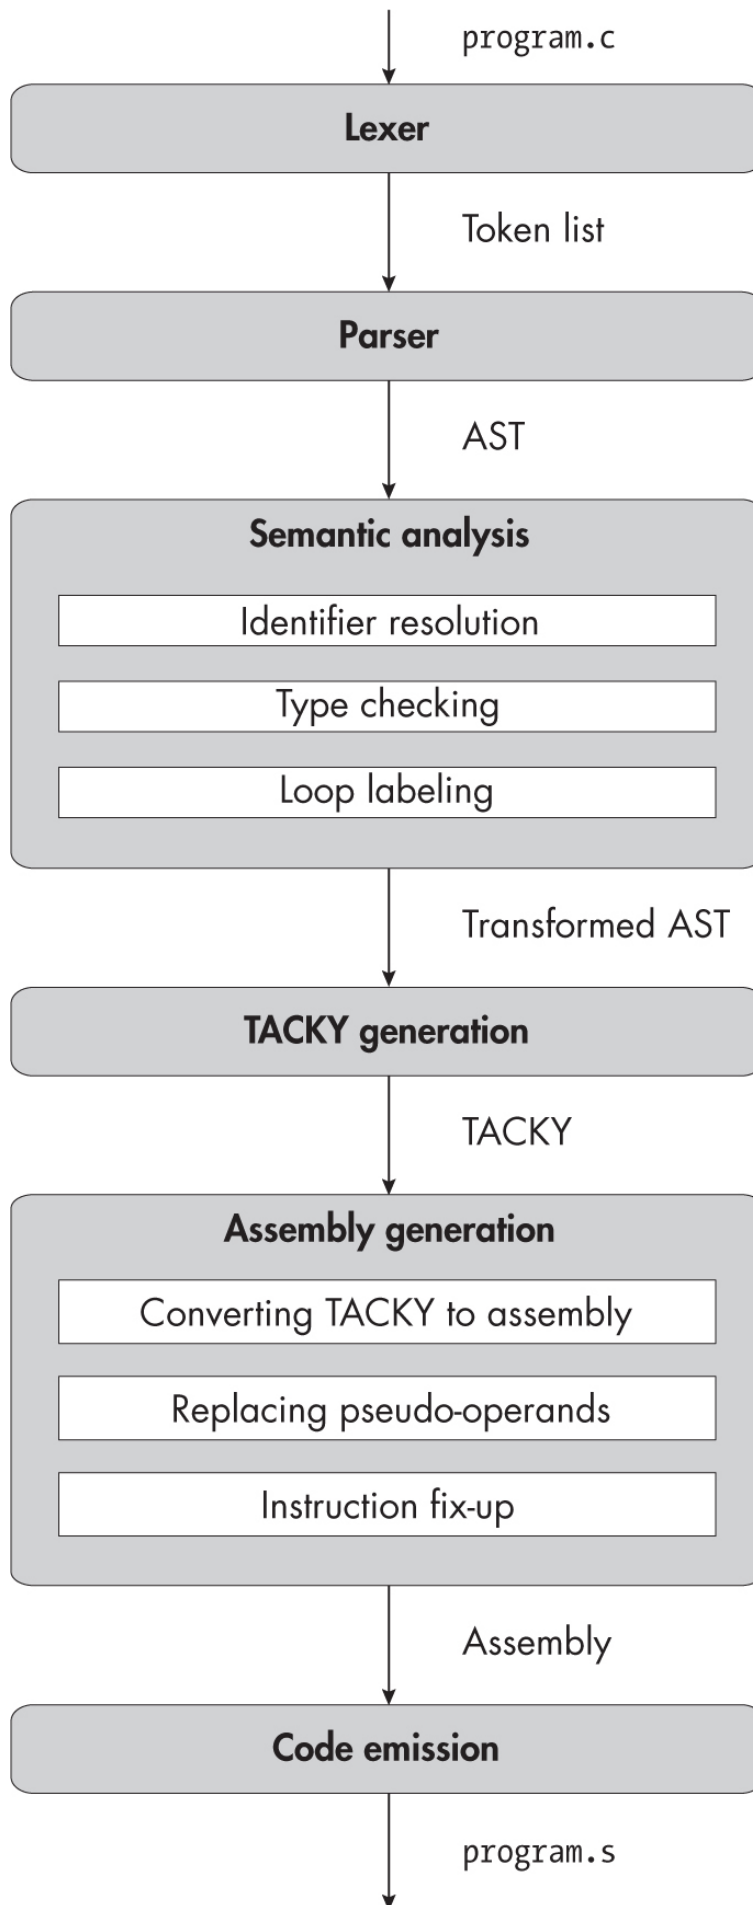 program.c
Lexer
Token list
Parser
AST
Semantic analysis
Identifier resolution
Type checking
Loop labeling
Transformed AST
TACKY generation
TACKY
Assembly generation
Converting TACKY to assembly
Replacing pseudo-operands
Instruction fix-up
Assembly
Code emission
program.s